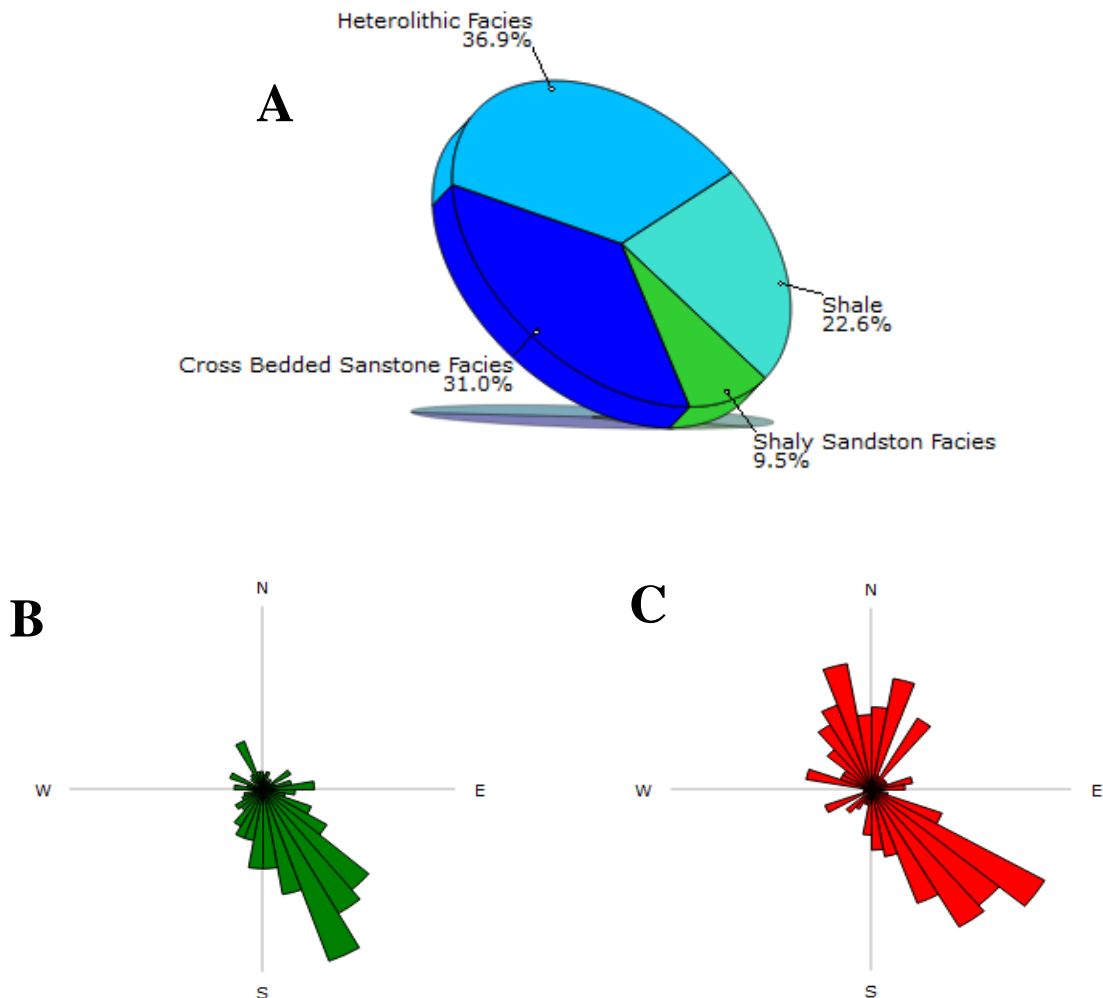 Heterolithic Facies
36.9%
A
Shale
22.6%
Cross Bedded Sanstone Facies
31.0%
Shaly Sandston Facies
9.5%
B
N
W
E
S
C
N
W
E
S